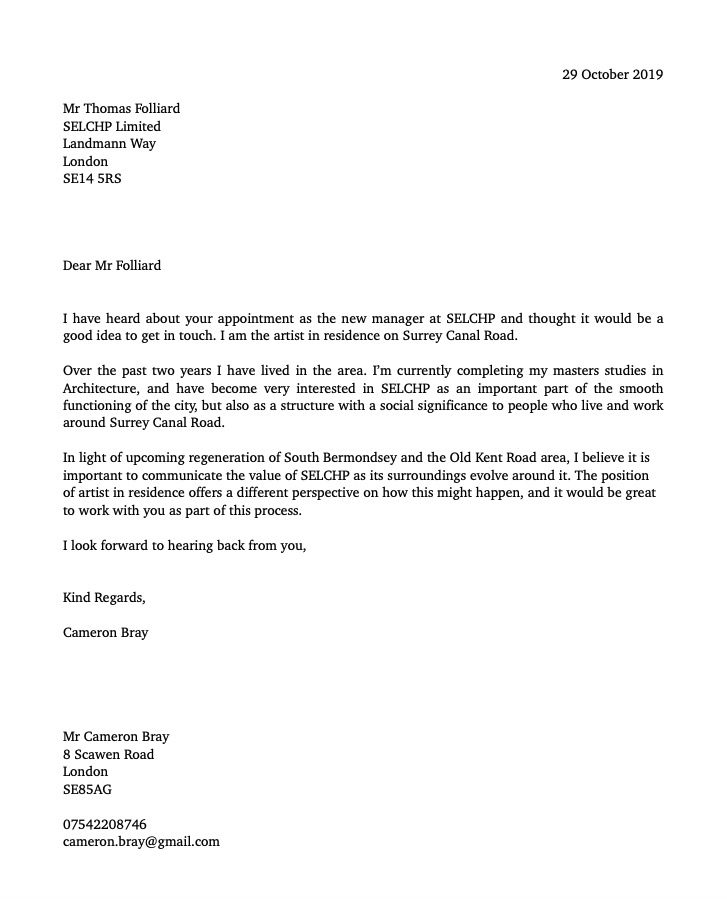 29 October 2019
Mr Thomas Folliard
SELCHP Limited
Landmann Way
London
SE14 5RS
Dear Mr Folliard
I have heard about your appointment as the new manager at SELCHP and thought it would be a
good idea to get in touch. I am the artist in residence on Surrey Canal Road.
Over the past two years I have lived in the area. I'm currently completing my masters studies in
Architecture, and have become very interested in SELCHP as an important part of the smooth
functioning of the city, but also as a structure with a social significance to people who live and work
around Surrey Canal Road.
In light of upcoming regeneration of South Bermondsey and the Old Kent Road area, I believe it is
important to communicate the value of SELCHP as its surroundings evolve around it. The position
of artist in residence offers a different perspective on how this might happen, and it would be great
to work with you as part of this process.
I look forward to hearing back from you,
Kind Regards,
Cameron Bray
Mr Cameron Bray
8 Scawen Road
London
SE85AG
07542208746
cameron.bray@gmail.com